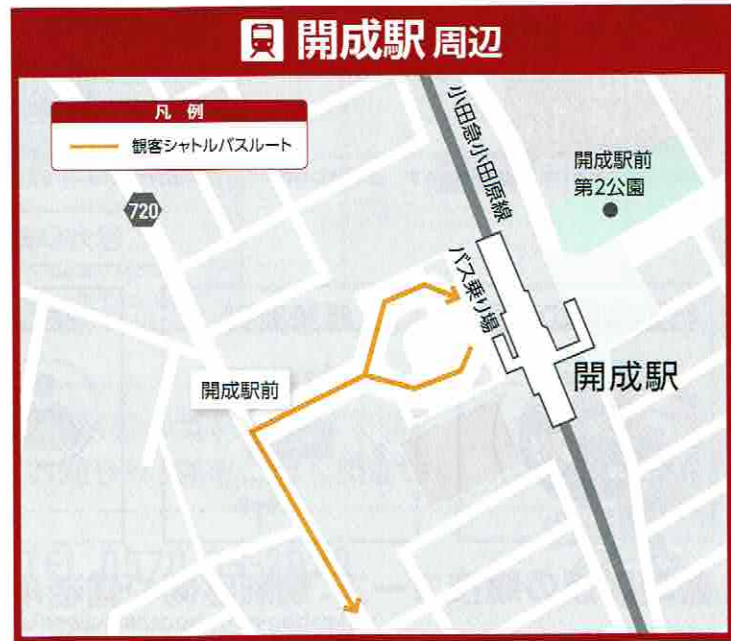 開成駅 周辺
凡 例
観客シャトルバスルート
小田急小田原線
開成駅前
第2公園
720
バス乗り場
開成駅
開成駅前